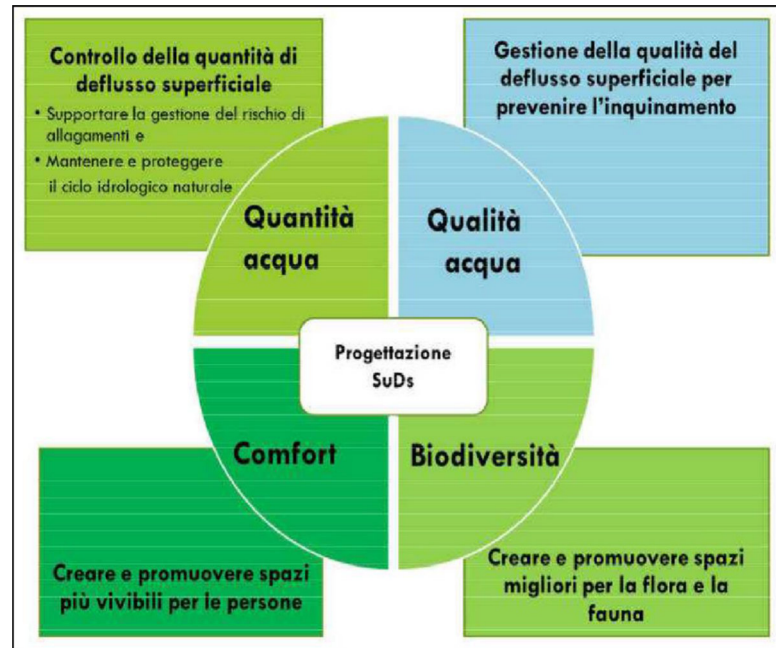 Controllo della quantità di
deflusso superficiale
• Supportare la gestione del rischio di
allagamenti e
• Mantenere e proteggere
il ciclo idrologico naturale
Gestione della qualità del
deflusso superficiale per
prevenire l'inquinamento
Quantità
acqua
Qualità
acqua
Progettazione
SuDs
Comfort
Biodiversità
Creare e promuovere spazi
più vivibili per le persone
Creare e promuovere spazi
migliori per la flora e la
fauna